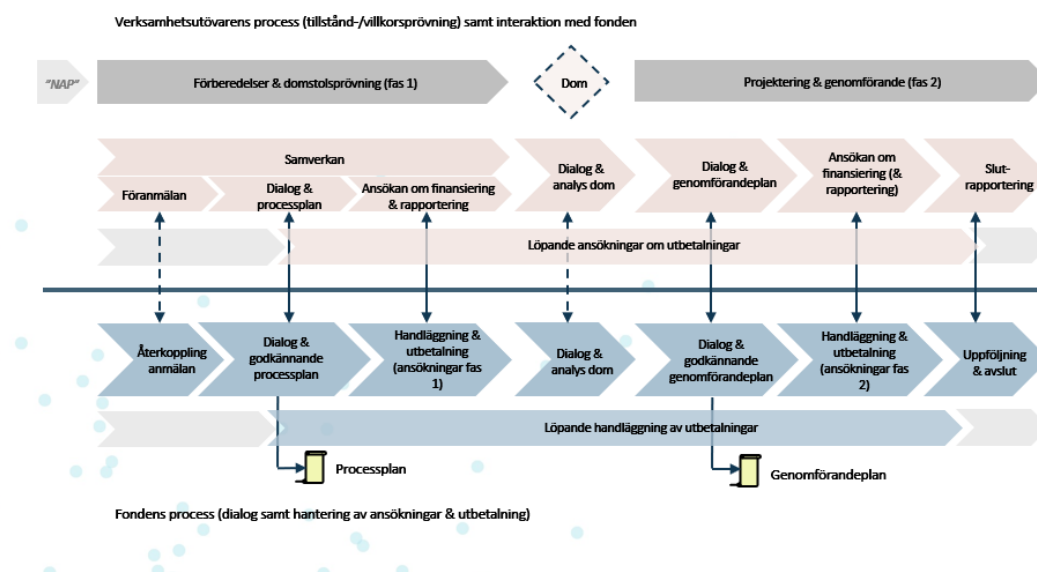 Verksamhetsutövarens process (tillstånd-/villkorsprövning) samt interaktion med fonden
"NAP"
Förberedelser & domstolsprövning (fas 1)
Dom
Projektering & genomförande (fas 2)
Samverkan
Föranmälan
Dialog &
processplan
Ansökan om finansiering
& rapportering
Dialog &
analys dom
Dialog &
genomförandeplan
Ansökan om
finansiering (&
rapportering)
Slut-
rapportering
Löpande ansökningar om utbetalningar
Återkoppling
anmälan
Dialog &
godkännande
processplan
Handläggning &
utbetalning
(ansökningar fas
1)
Dialog &
analys dom
Dialog &
godkännande
genomförandeplan
Handläggning &
utbetalning
(ansökningar fas
2)
Uppföljning
& avslut
Löpande handläggning av utbetalningar
Processplan
Genomförandeplan
Fondens process (dialog samt hantering av ansökningar & utbetalning)